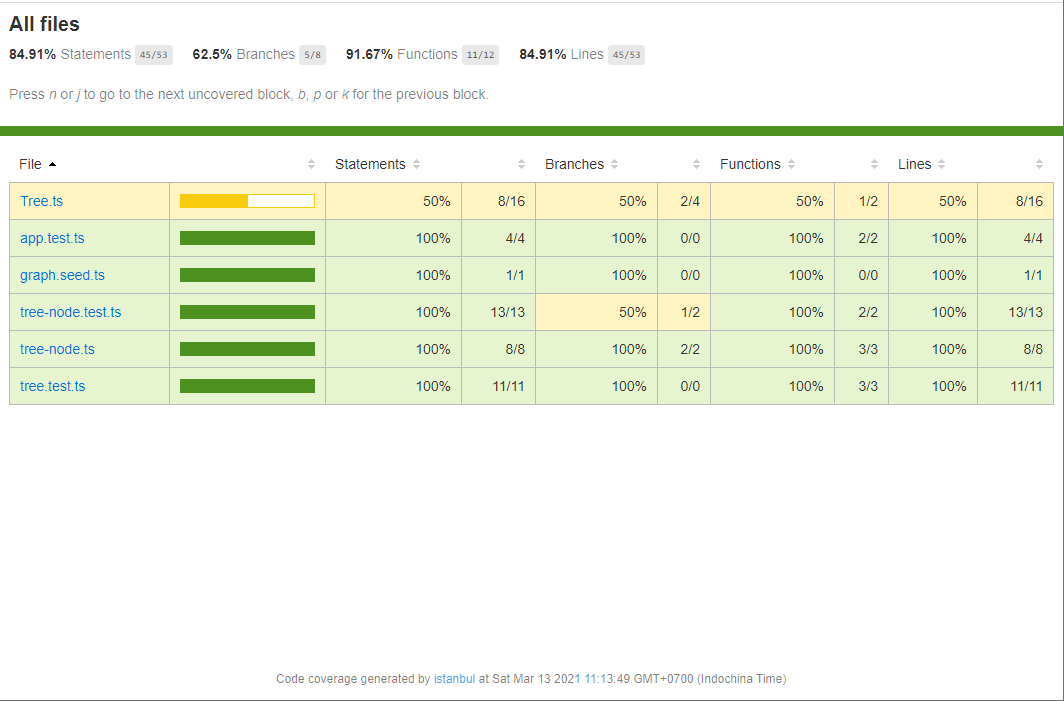 All files
84.91% Statements 45/53 62.5% Branches 5/8 91.67% Functions 11/12 84.91% Lines 45/53
Press n or j to go to the next uncovered block, b, p or k for the previous block.
File Statements Branches Functions Lines
Tree.ts 50% 8/16 50% 2/4 50% 1/2 50% 8/16
app.test.ts 100% 4/4 100% 0/0 100% 2/2 100% 4/4
graph.seed.ts 100% 1/1 100% 0/0 100% 0/0 100% 1/1
tree-node.test.ts 100% 13/13 50% 1/2 100% 2/2 100% 13/13
tree-node.ts 100% 8/8 100% 2/2 100% 3/3 100% 8/8
tree.test.ts 100% 11/11 100% 0/0 100% 3/3 100% 11/11
Code coverage generated by istanbul at Sat Mar 13 2021 11:13:49 GMT+0700 (Indochina Time)